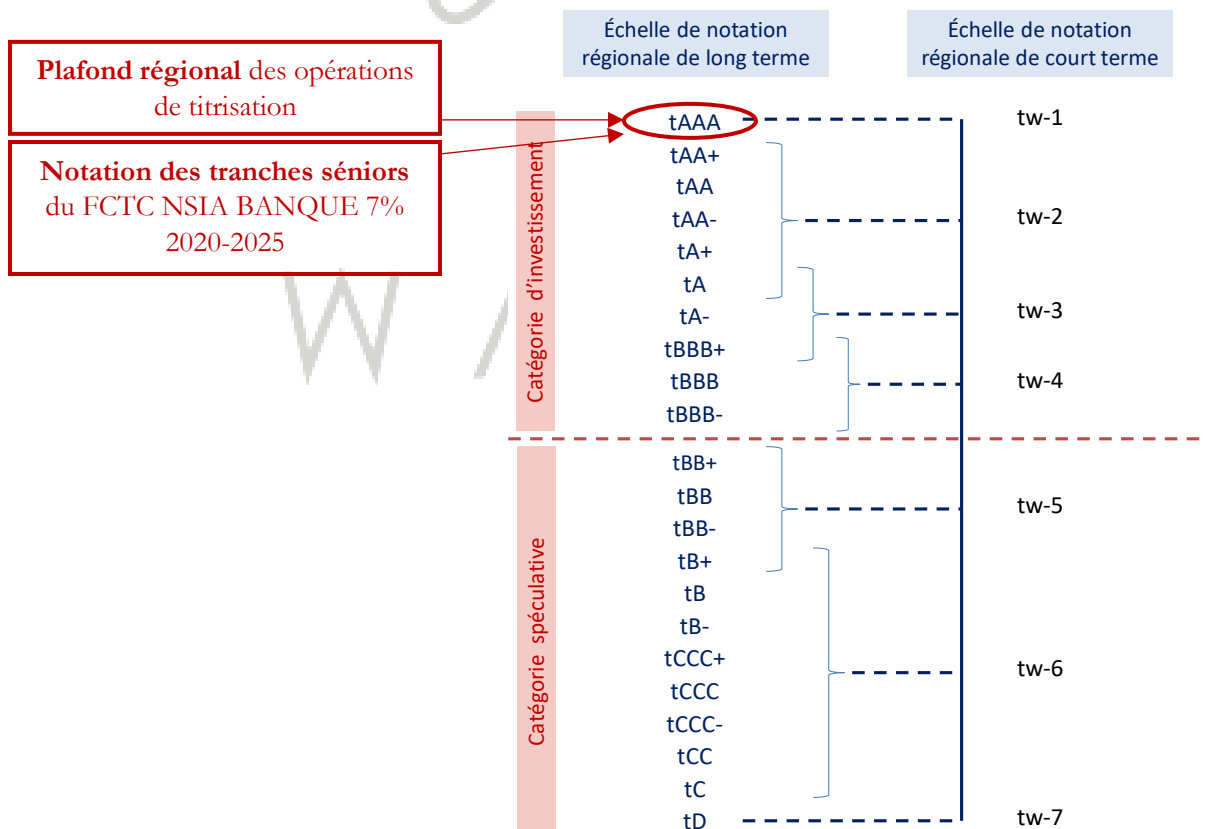 Échelle de notation
régionale de long terme
Échelle de notation
régionale de court terme
Plafond régional des opérations
de titrisation
Notation des tranches séniors
du FCTC NSIA BANQUE 7%
2020-2025
Catégorie d'investissement
tAAA
tw-1
tAA+
tAA
tAA-
tw-2
tA+
tA
tA-
tw-3
tBBB+
tBBB
tw-4
tBBB-
Catégorie spéculative
tBB+
tBB
tw-5
tBB-
tB+
tB
tB-
tCCC+
tw-6
tCCC
tCCC-
tCC
tC
tD
tw-7